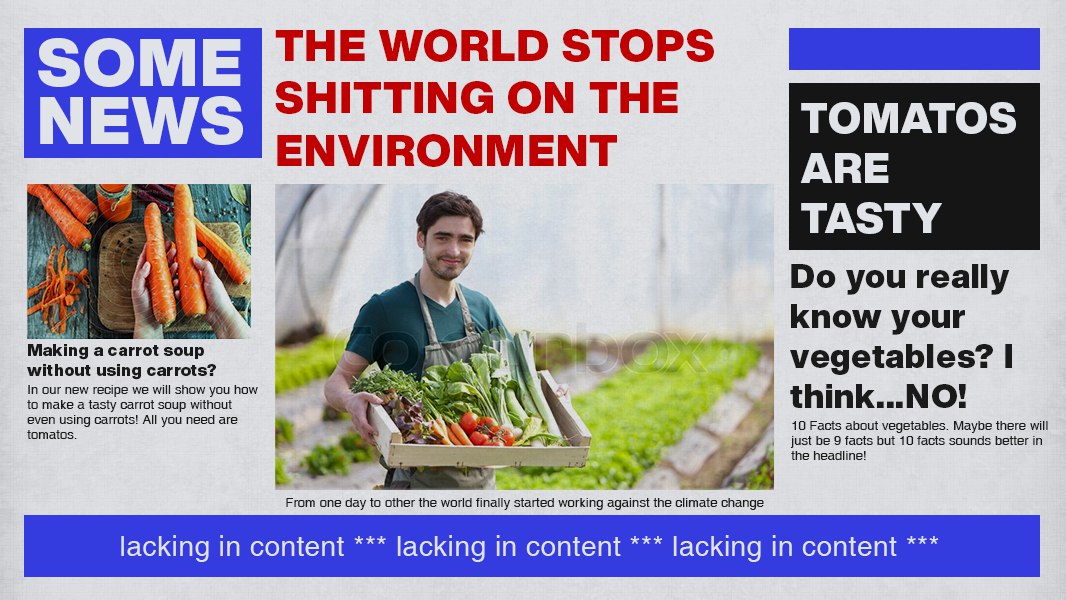 SOME
NEWS
THE WORLD STOPS
SHITTING ON THE
ENVIRONMENT
Making a carrot soup
without using carrots?
In our new recipe we will show you how
to make a tasty carrot soup without
even using carrots! All you need are
tomatos.
From one day to other the world finally started working against the climate change
TOMATOS
ARE
TASTY
Do you really
know your
vegetables? I
think...NO!
10 Facts about vegetables. Maybe there will
just be 9 facts but 10 facts sounds better in
the headline!
lacking in content *** lacking in content *** lacking in content ***